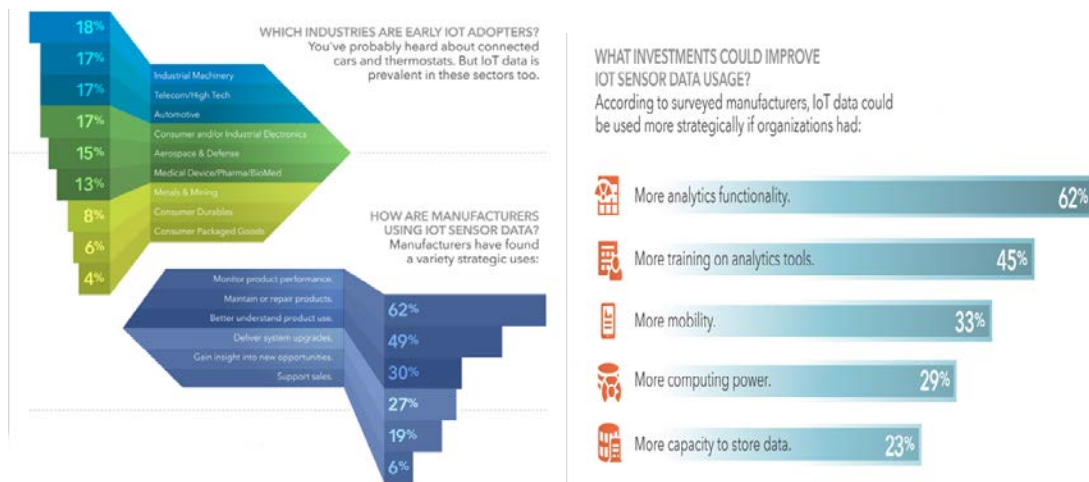 WHICH INDUSTRIES ARE EARLY IOT ADOPTERS?
You've probably heard about connected
cars and thermostats. But IoT data is
prevalent in these sectors too.
18%
17%
17%
17%
15%
13%
8%
6%
4%
Industrial Machinery
Telecom/High Tech
Automotive
Consumer and/or Industrial Electronics
Aerospace & Defense
Medical Device/Pharma/BioMed
Metals & Mining
Consumer Durables
Consumer Packaged Goods
HOW ARE MANUFACTURERS
USING IOT SENSOR DATA?
Manufacturers have found
a variety strategic uses:
Monitor product performance.
Maintain or repair products.
Better understand product use.
Deliver system upgrades.
Gain insight into new opportunities.
Support sales.
62%
49%
30%
27%
19%
6%
WHAT INVESTMENTS COULD IMPROVE
IOT SENSOR DATA USAGE?
According to surveyed manufacturers, IoT data could
be used more strategically if organizations had:
More analytics functionality. 62%
More training on analytics tools. 45%
More mobility. 33%
More computing power. 29%
More capacity to store data. 23%